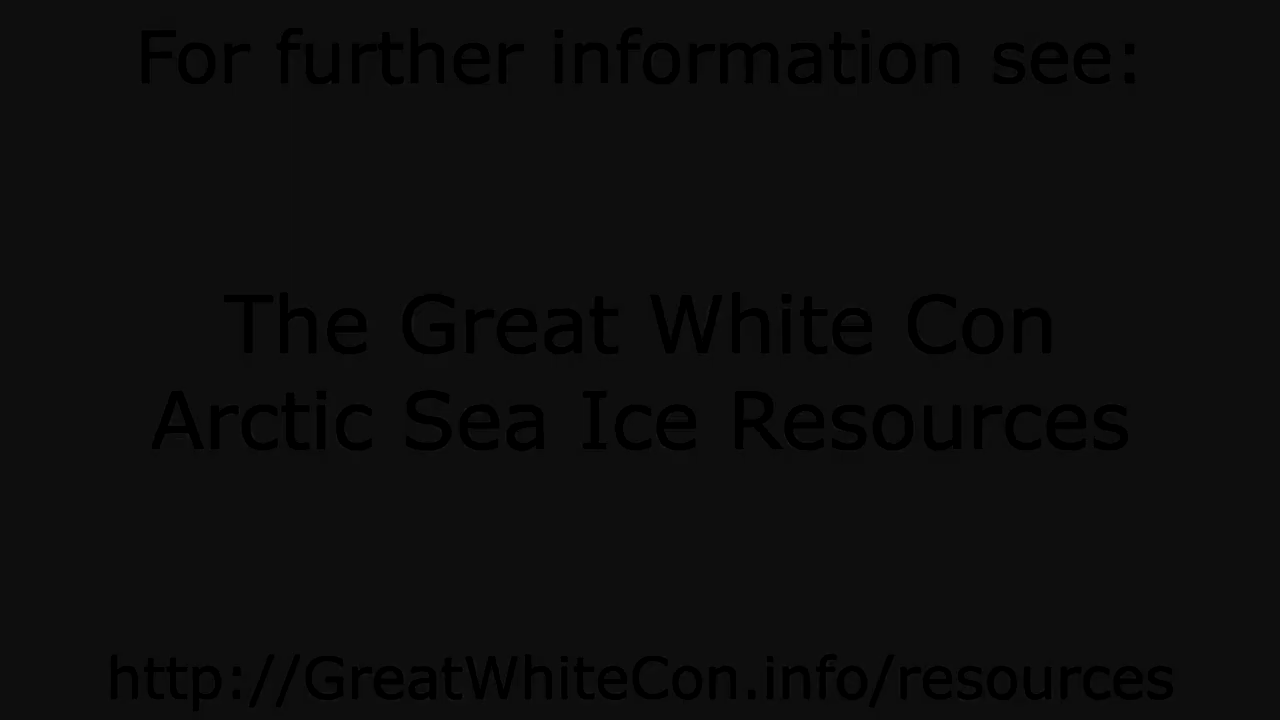 For further information see:
The Great White Con
Arctic Sea Ice Resources
http://GreatWhiteCon.info/resources